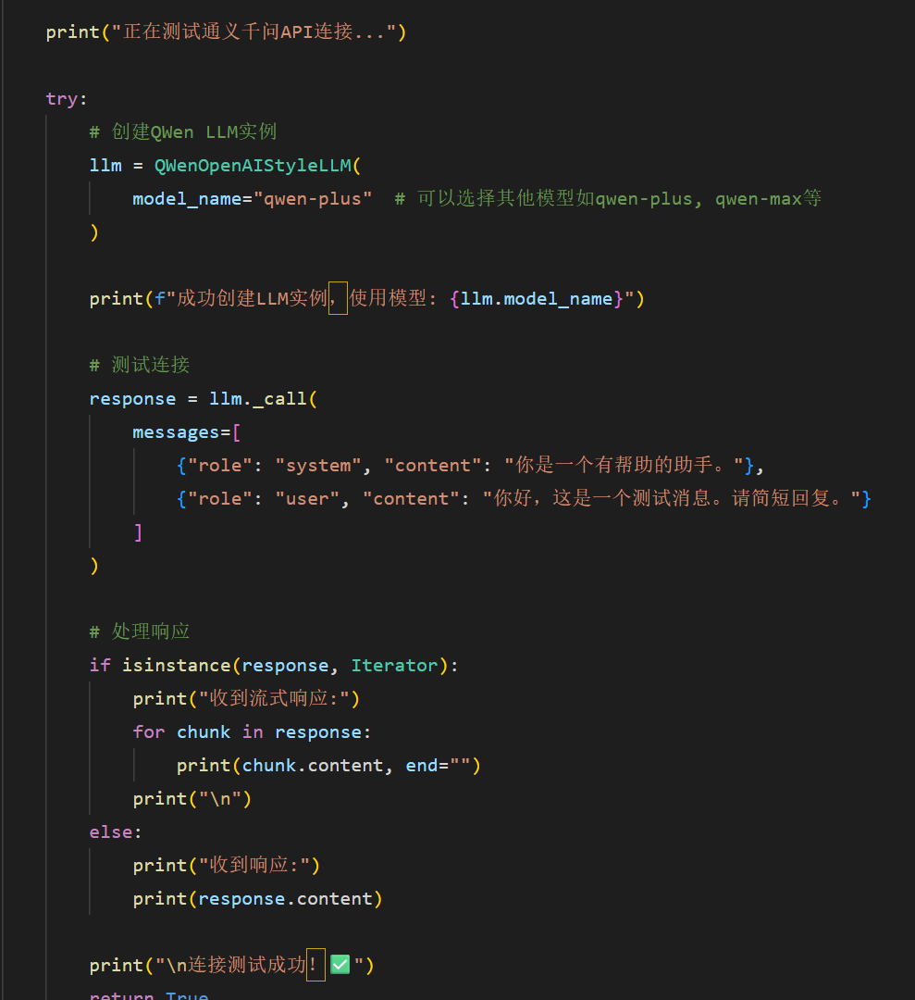 print("正在测试通义千问API连接...")
try:
# 创建QWen LLM实例
llm = QWenOpenAIStyleLLM(
model_name="qwen-plus"  # 可以选择其他模型如qwen-plus, qwen-max等
)
print(f"成功创建LLM实例，使用模型: {llm.model_name}")
# 测试连接
response = llm._call(
messages=[
{"role": "system", "content": "你是一个有帮助的助手。"},
{"role": "user", "content": "你好，这是一个测试消息。请简短回复。"}
]
)
# 处理响应
if isinstance(response, Iterator):
print("收到流式响应:")
for chunk in response:
print(chunk.content, end="")
print("\n")
else:
print("收到响应:")
print(response.content)
print("\n连接测试成功！✅")
return True